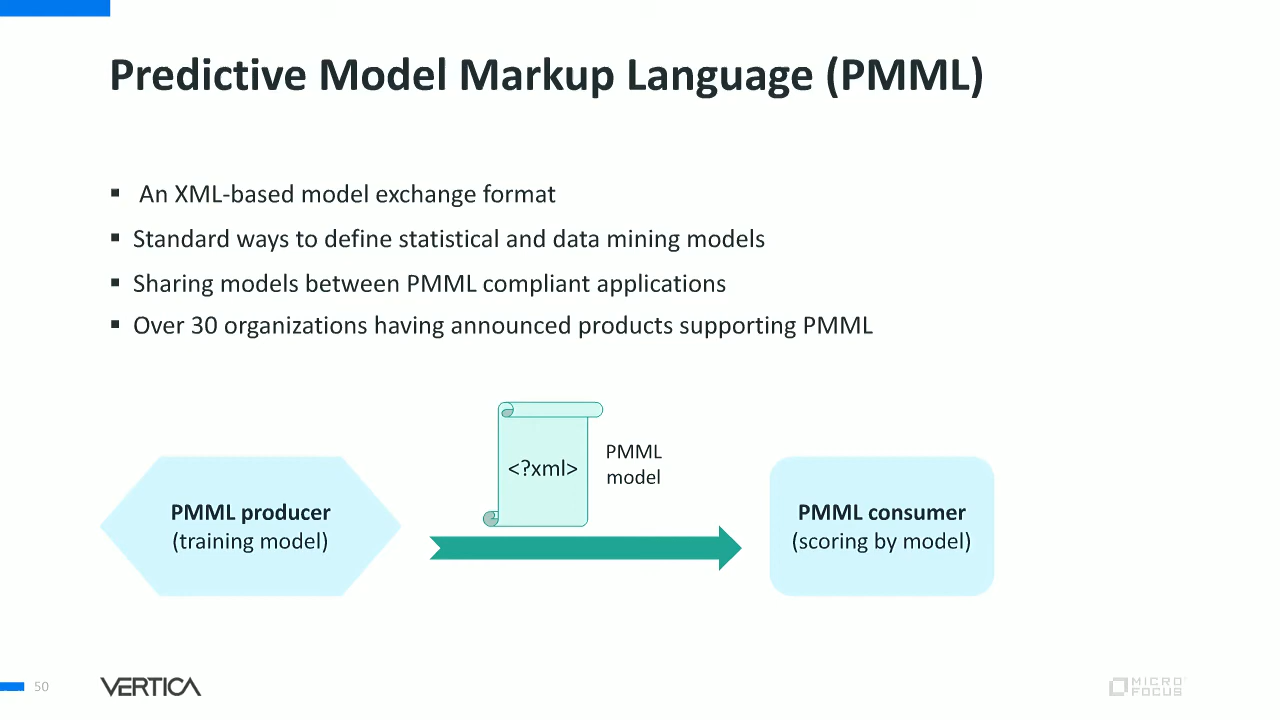 Predictive Model Markup Language (PMML)
▪ An XML-based model exchange format
▪ Standard ways to define statistical and data mining models
▪ Sharing models between PMML compliant applications
▪ Over 30 organizations having announced products supporting PMML
<?xml>
PMML
model
PMML producer
(training model)
PMML consumer
(scoring by model)
50
VERTICA
MICRO
FOCUS